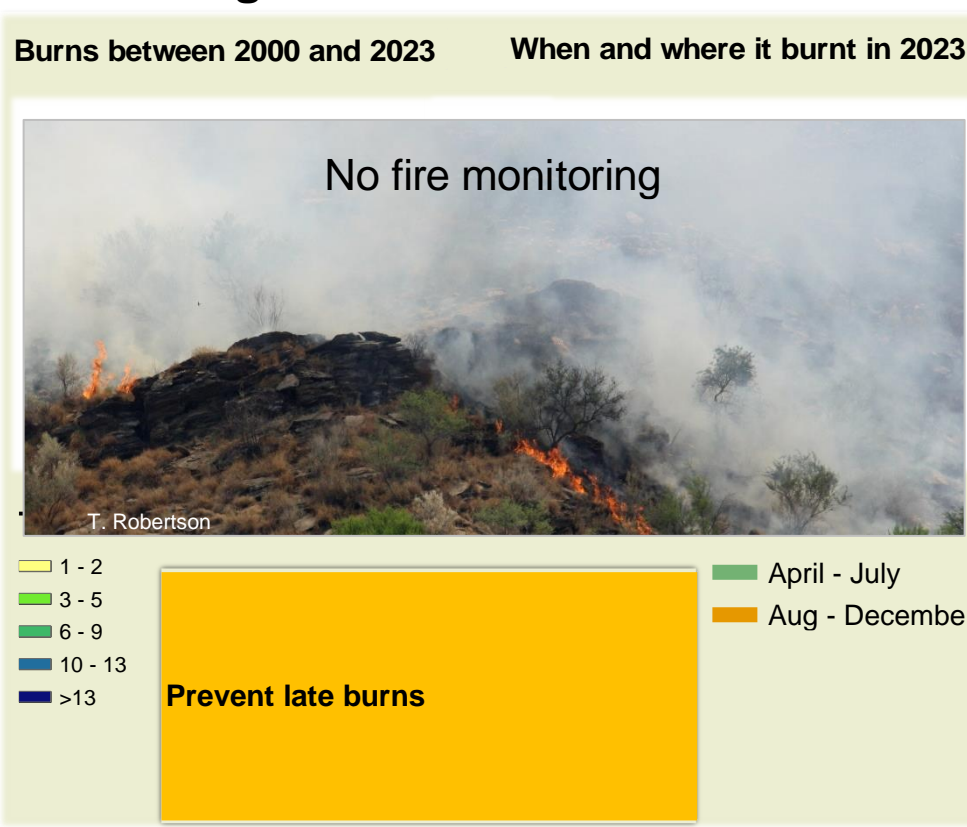 Burns between 2000 and 2023
When and where it burnt in 2023
No fire monitoring
T. Robertson
1 - 2
3 - 5
6 - 9
10 - 13
>13
Prevent late burns
April - July
Aug - Decembe